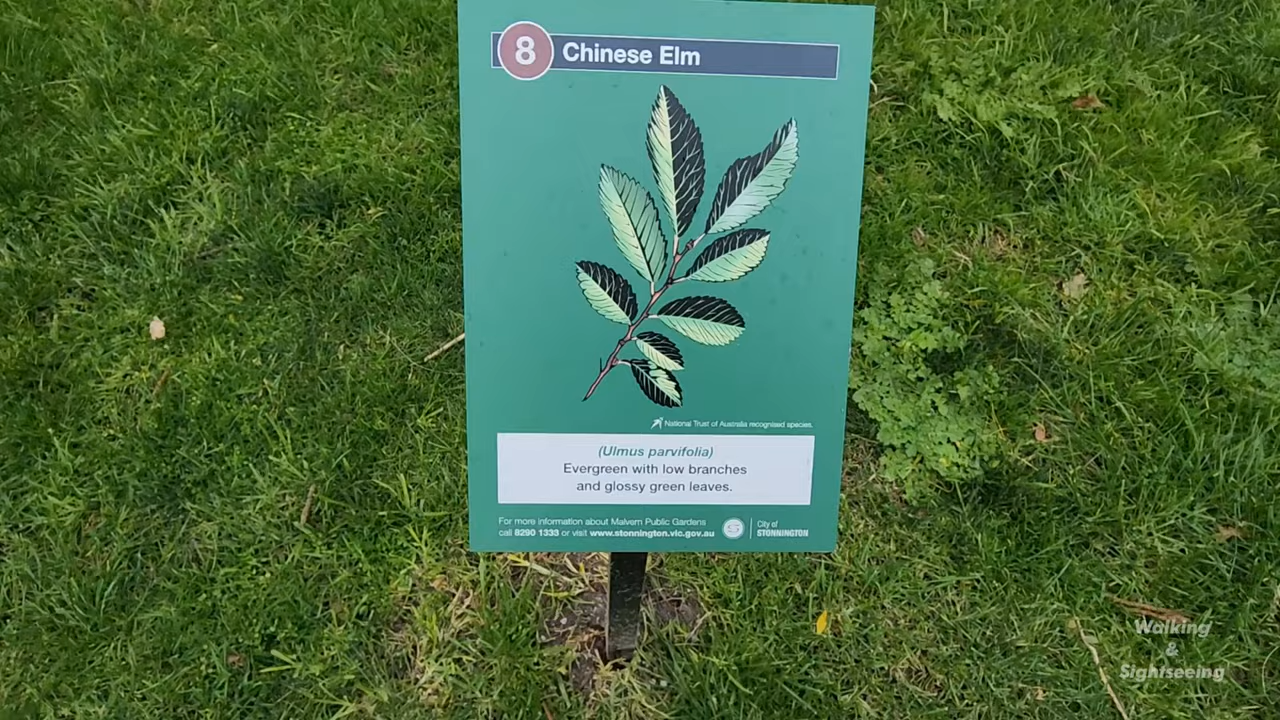 8 Chinese Elm
National Trust of Australia recognised species.
(Ulmus parvifolia)
Evergreen with low branches
and glossy green leaves.
For more information about Malvern Public Gardens
call 8290 1333 or visit www.stonnington.vic.gov.au
City of
STONNINGTON
Walking
&
Sightseeing